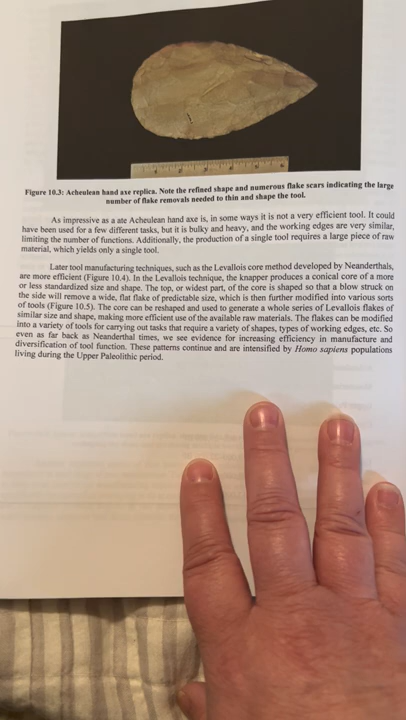 Figure 10.3: Acheulean hand axe replica. Note the refined shape and numerous flake scars indicating the large
number of flake removals needed to thin and shape the tool.
As impressive as a ate Acheulean hand axe is, in some ways it is not a very efficient tool. It could
have been used for a few different tasks, but it is bulky and heavy, and the working edges are very similar,
limiting the number of functions. Additionally, the production of a single tool requires a large piece of raw
material, which yields only a single tool.
Later tool manufacturing techniques, such as the Levallois core method developed by Neanderthals,
are more efficient (Figure 10.4). In the Levallois technique, the knapper produces a conical core of a more
or less standardized size and shape. The top, or widest part, of the core is shaped so that a blow struck on
the side will remove a wide, flat flake of predictable size, which is then further modified into various sorts
of tools (Figure 10.5). The core can be reshaped and used to generate a whole series of Levallois flakes of
similar size and shape, making more efficient use of the available raw materials. The flakes can be modified
into a variety of tools for carrying out tasks that require a variety of shapes, types of working edges, etc. So
even as far back as Neanderthal times, we see evidence for increasing efficiency in manufacture and
diversification of tool function. These patterns continue and are intensified by Homo sapiens populations
living during the Upper Paleolithic period.